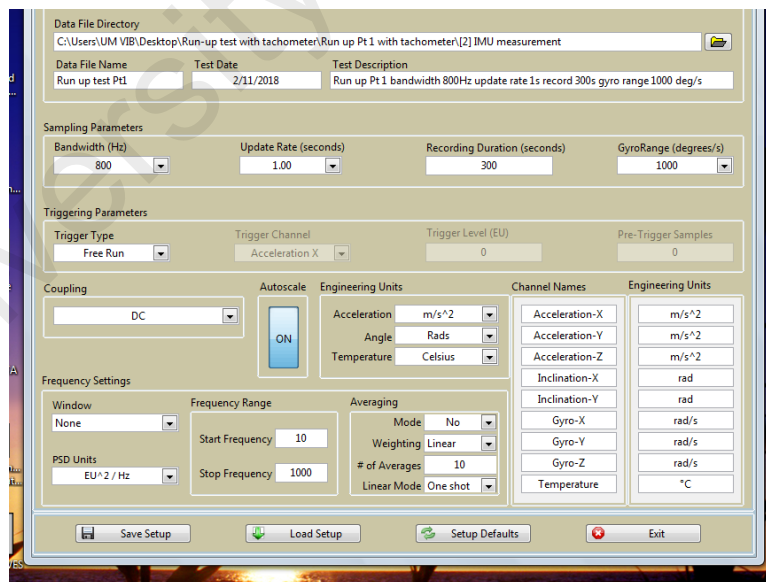 Data File Directory
C:\Users\UM VIB\Desktop\Run-up test with tachometer\Run up Pt 1 with tachometer\[2] IMU measurement
Data File Name Test Date Test Description
Run up test Pt1 2/11/2018 Run up Pt 1 bandwidth 800Hz update rate 1s record 300s gyro range 1000 deg/s
Sampling Parameters
Bandwidth (Hz) Update Rate (seconds) Recording Duration (seconds) GyroRange (degrees/s)
800 1.00 300 1000
Triggering Parameters
Trigger Type Trigger Channel Trigger Level (EU) Pre-Trigger Samples
Free Run Acceleration X 0 0
Coupling Autoscale Engineering Units Channel Names Engineering Units
DC ON Acceleration m/s^2 Acceleration-X m/s^2
Angle Rads Acceleration-Y m/s^2
Temperature Celsius Acceleration-Z m/s^2
Frequency Settings Inclination-X rad
Window Frequency Range Averaging Inclination-Y rad
None Mode No Gyro-X rad/s
Start Frequency 10 Weighting Linear Gyro-Y rad/s
PSD Units # of Averages 10 Gyro-Z rad/s
EU^2 / Hz Stop Frequency 1000 Linear Mode One shot Temperature °C
Save Setup Load Setup Setup Defaults Exit